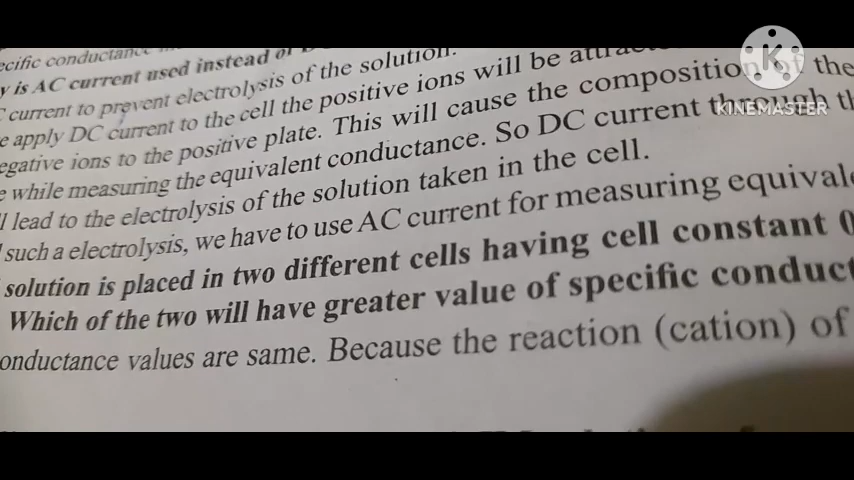 ecific conductance
y is AC current used instead of
C current to prevent electrolysis of the solution.
e apply DC current to the cell the positive ions will be attracte
egative ions to the positive plate. This will cause the composition of the
e while measuring the equivalent conductance. So DC current through th
l lead to the electrolysis of the solution taken in the cell.
such a electrolysis, we have to use AC current for measuring equivale
solution is placed in two different cells having cell constant 0
Which of the two will have greater value of specific conduct
onductance values are same. Because the reaction (cation) of
KINEMASTER